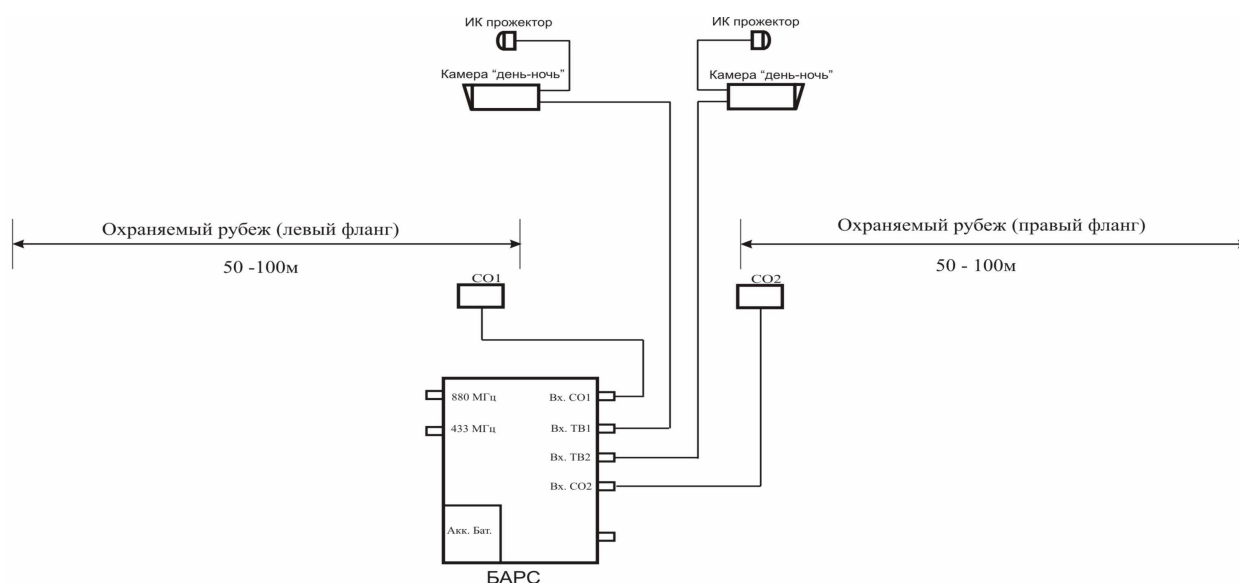 ИК прожектор
ИК прожектор
Камера “день-ночь”
Камера “день-ночь”
Охраняемый рубеж (левый фланг)
50 -100м
Охраняемый рубеж (правый фланг)
50 - 100м
СО1
СО2
880 МГц
Вх. СО1
433 МГц
Вх. ТВ1
Вх. ТВ2
Вх. СО2
Акк. Бат.
БАРС